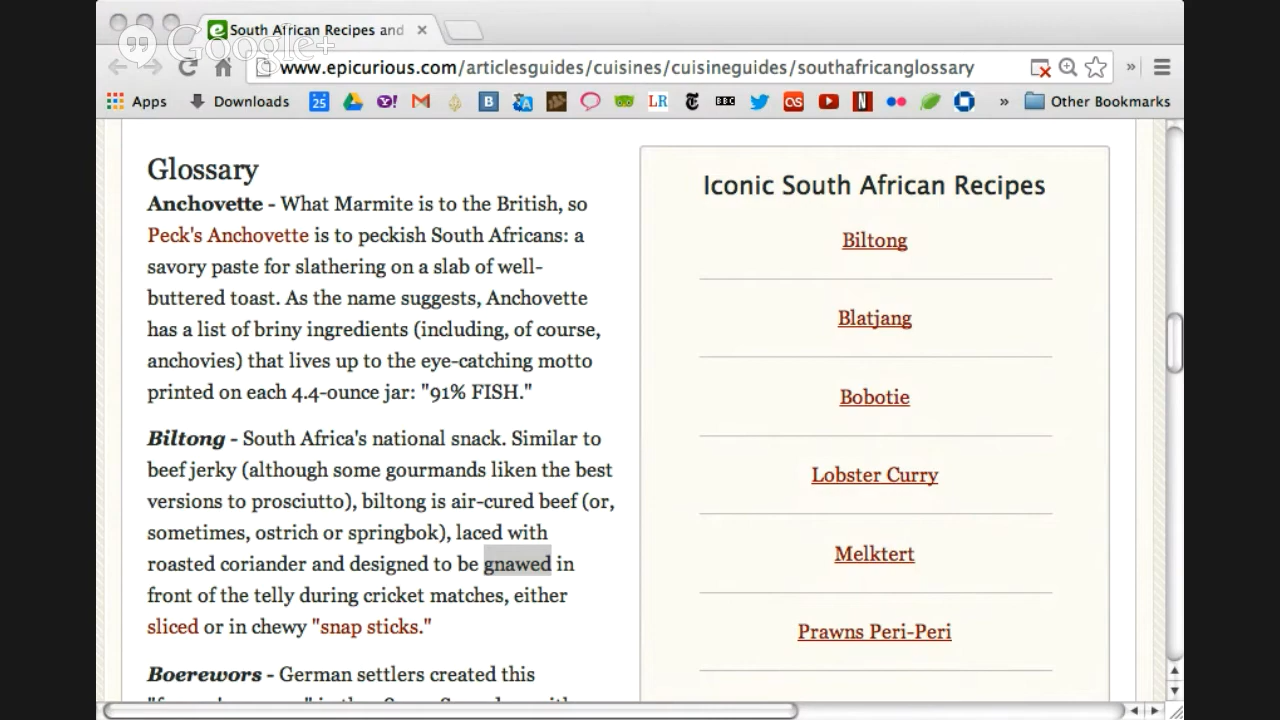 South African Recipes and
Google+
www.epicurious.com/articlesguides/cuisines/cuisineguides/southafricanglossary
Apps
Downloads
25
Y!
B
LR
BBC
N
Other Bookmarks
Glossary
Anchovette - What Marmite is to the British, so
Peck's Anchovette is to peckish South Africans: a
savory paste for slathering on a slab of well-
buttered toast. As the name suggests, Anchovette
has a list of briny ingredients (including, of course,
anchovies) that lives up to the eye-catching motto
printed on each 4.4-ounce jar: "91% FISH."
Biltong - South Africa's national snack. Similar to
beef jerky (although some gourmands liken the best
versions to prosciutto), biltong is air-cured beef (or,
sometimes, ostrich or springbok), laced with
roasted coriander and designed to be gnawed in
front of the telly during cricket matches, either
sliced or in chewy "snap sticks."
Boerewors - German settlers created this
Iconic South African Recipes
Biltong
Blatjang
Bobotie
Lobster Curry
Melktert
Prawns Peri-Peri